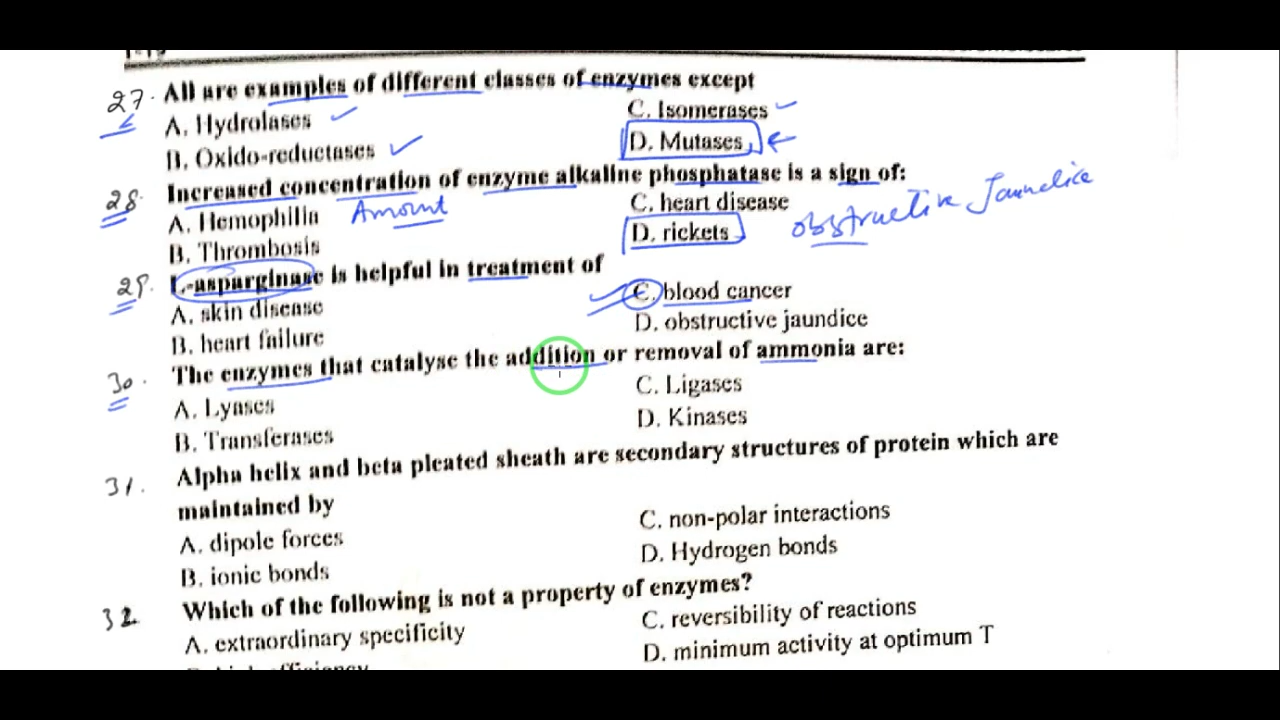 27. All are examples of different classes of enzymes except
A. Hydrolases C. Isomerases
B. Oxido-reductases D. Mutases
28. Increased concentration of enzyme alkaline phosphatase is a sign of:
A. Hemophilia Amount C. heart disease
B. Thrombosis D. rickets obstructive Jaundice
29. L-asparginase is helpful in treatment of
A. skin disease C. blood cancer
B. heart failure D. obstructive jaundice
30. The enzymes that catalyse the addition or removal of ammonia are:
A. Lyases C. Ligases
B. Transferases D. Kinases
31. Alpha helix and beta pleated sheath are secondary structures of protein which are
maintained by
A. dipole forces C. non-polar interactions
B. ionic bonds D. Hydrogen bonds
32 Which of the following is not a property of enzymes?
A. extraordinary specificity C. reversibility of reactions
D. minimum activity at optimum T